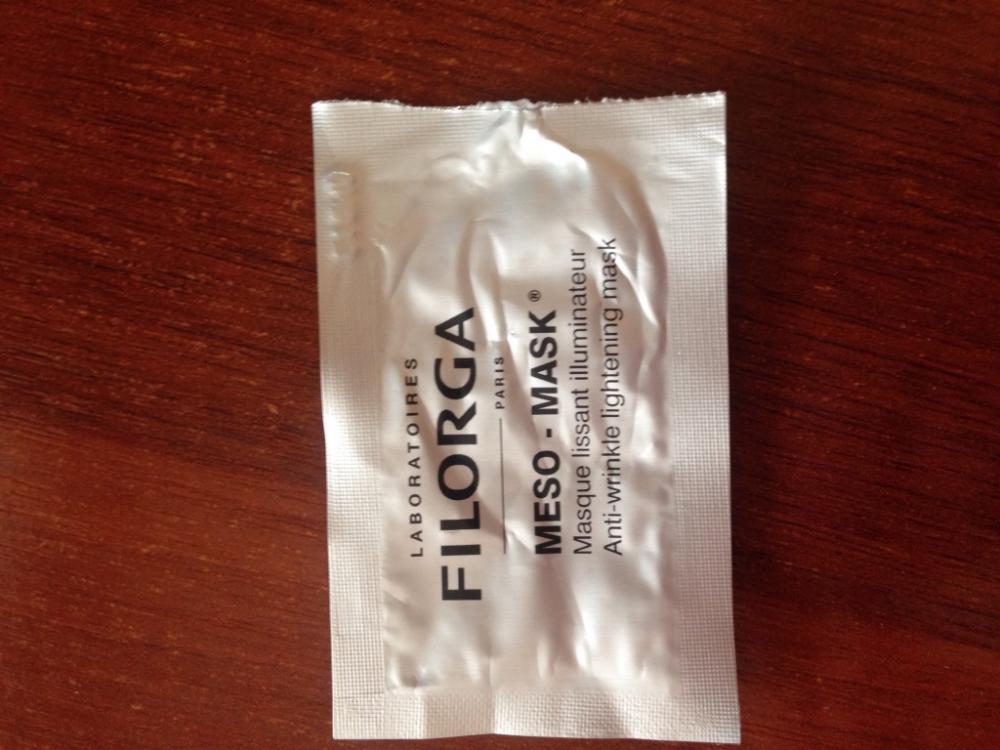 LABORATOIRES
FILORGA
PARIS
MESO - MASK®
Masque lissant illuminateur
Anti-wrinkle lightening mask